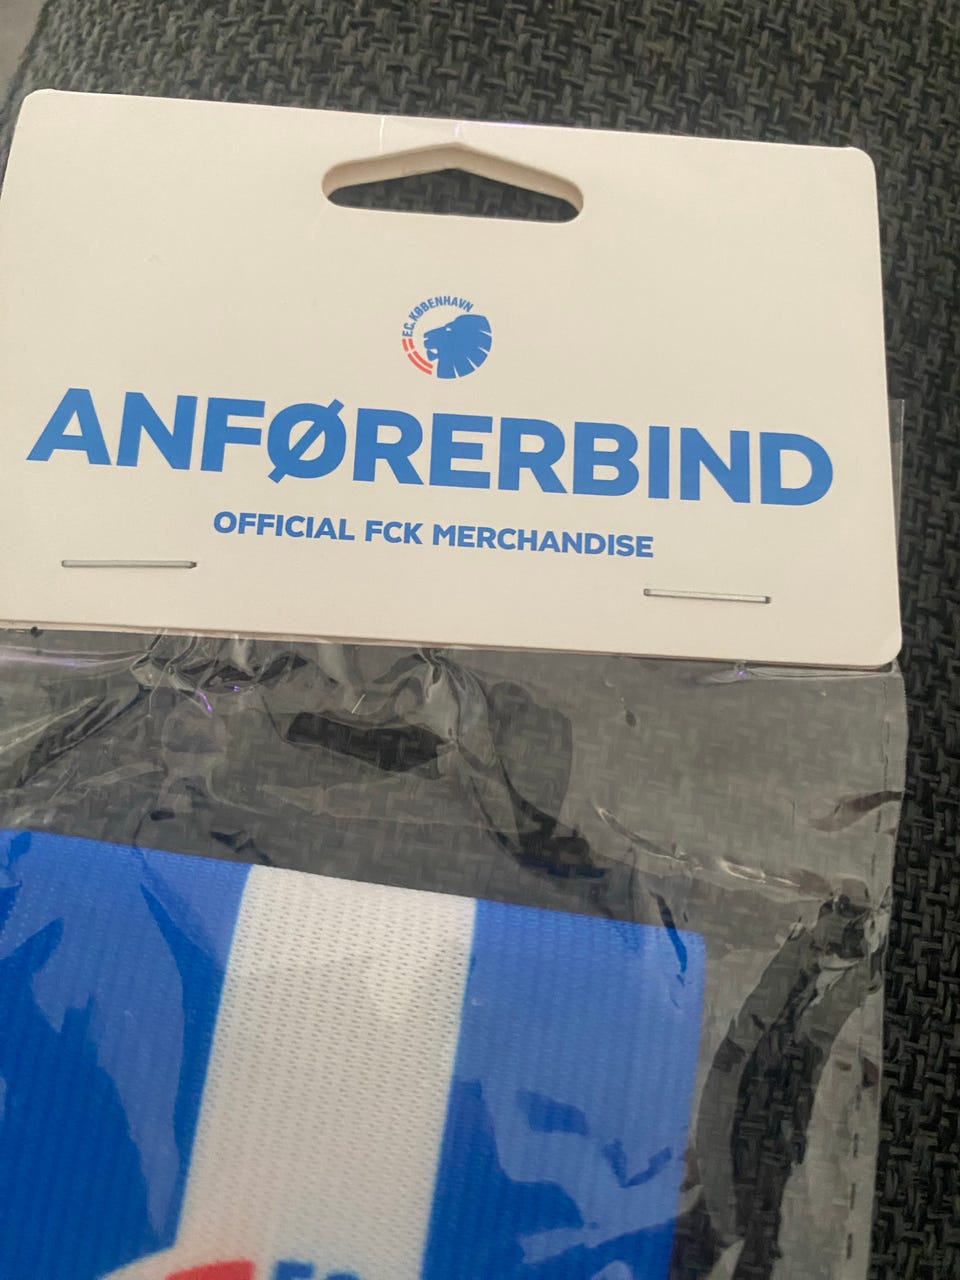 F.C. KØBENHAVN
ANFØRERBIND
OFFICIAL FCK MERCHANDISE